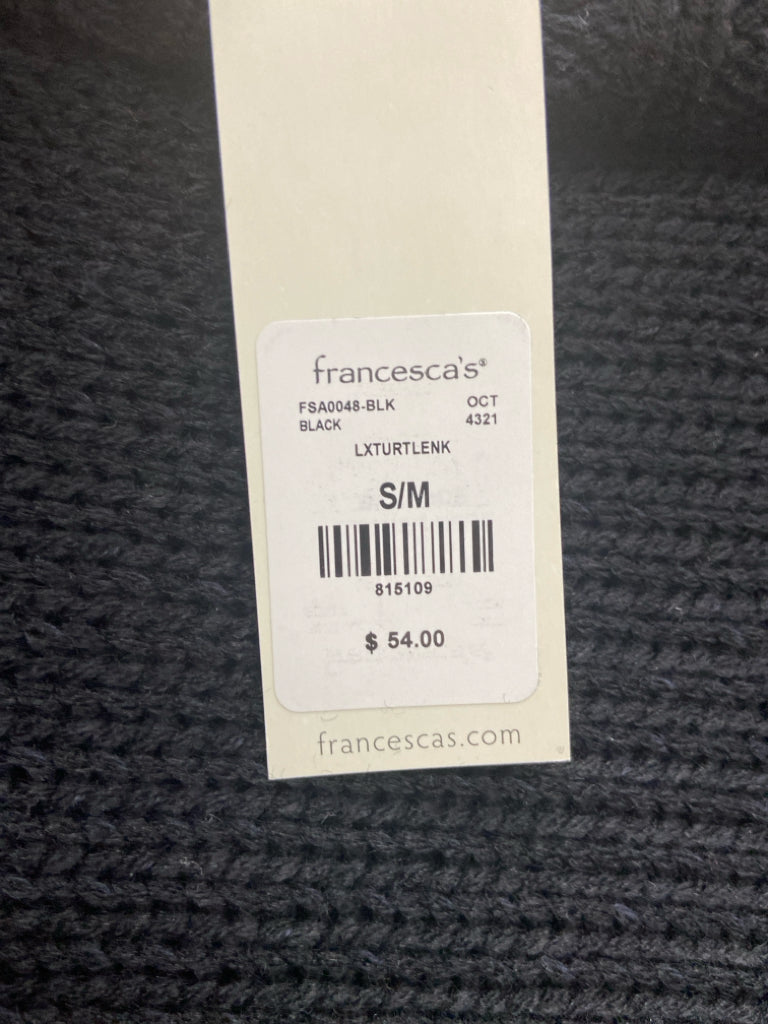 francesca's®
FSA0048-BLK OCT
BLACK 4321
LXTURTLENK
S/M
815109
$ 54.00
francescas.com